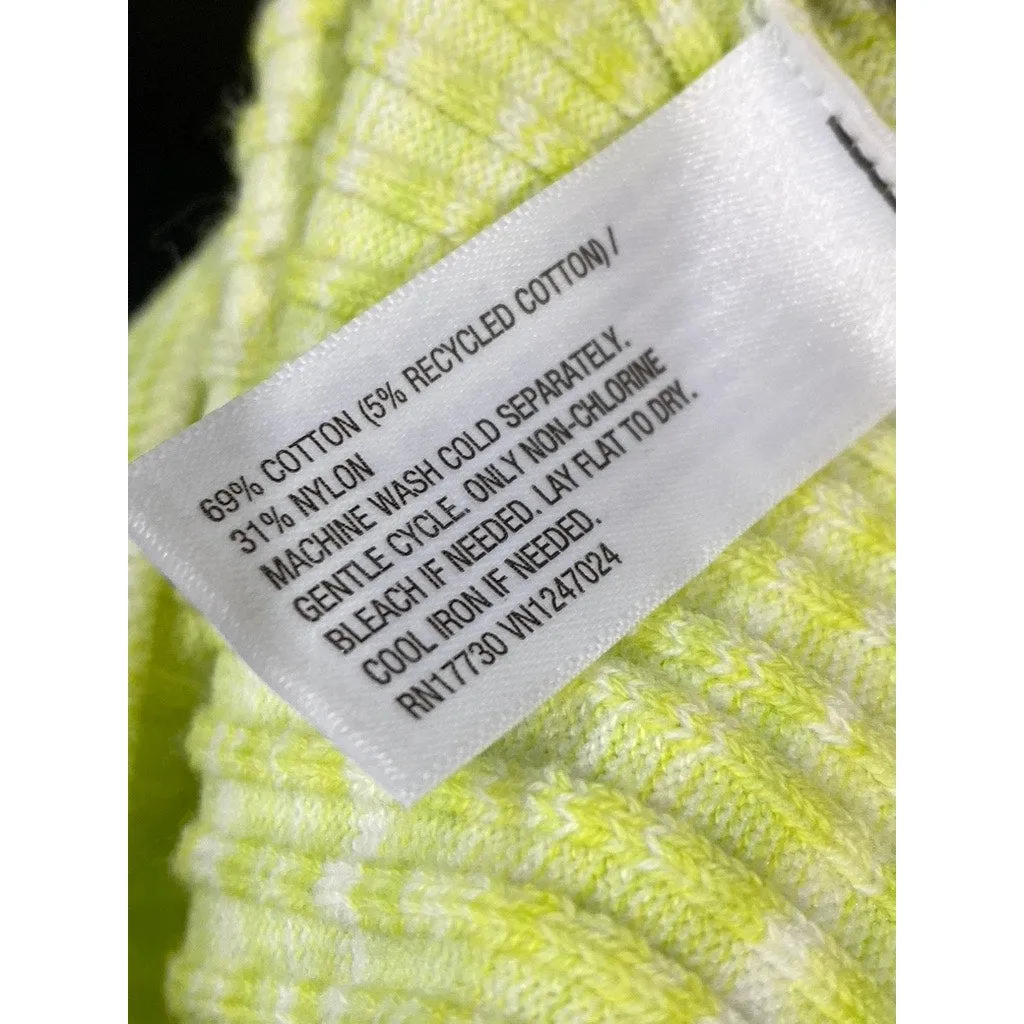 69% COTTON (5% RECYCLED COTTON) /
31% NYLON
MACHINE WASH COLD SEPARATELY.
GENTLE CYCLE. ONLY NON-CHLORINE
BLEACH IF NEEDED. LAY FLAT TO DRY.
COOL IRON IF NEEDED.
RN17730 VN1247024